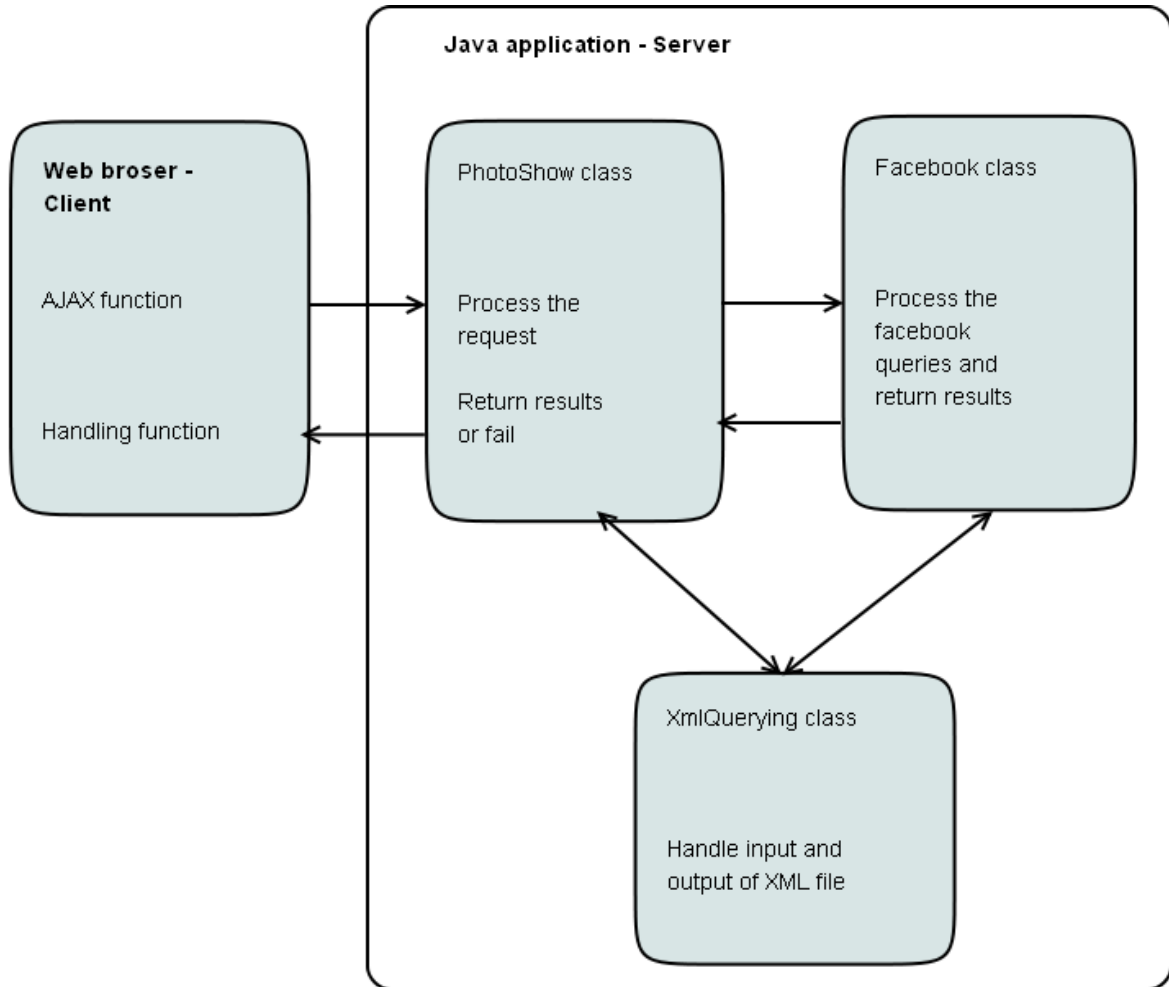 Java application - Server
Web broser -
Client
AJAX function
Handling function
PhotoShow class
Process the
request
Return results
or fail
Facebook class
Process the
facebook
queries and
return results
XmlQuerying class
Handle input and
output of XML file